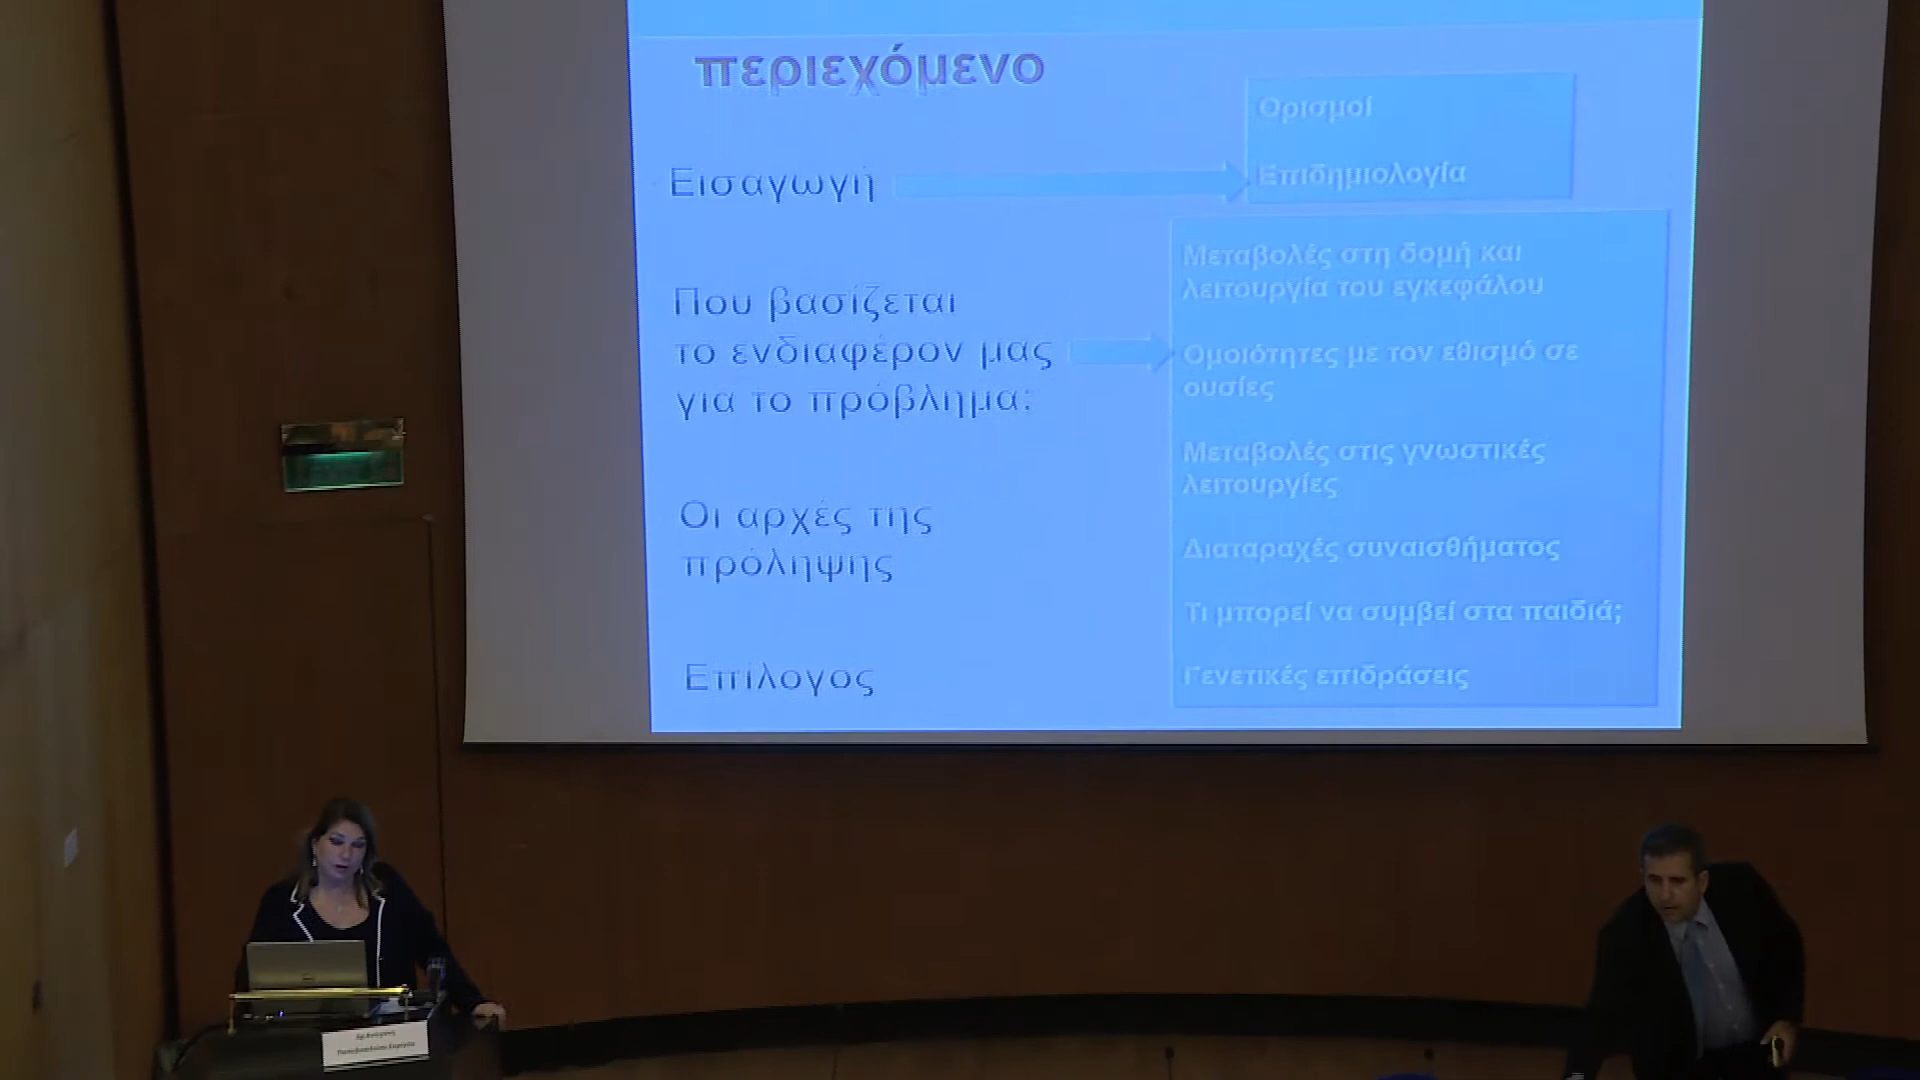 περιεχόμενο
Εισαγωγή
Ορισμοί
Επιδημιολογία
Που βασίζεται
το ενδιαφέρον μας
για το πρόβλημα:
Μεταβολές στη δομή και
λειτουργία του εγκεφάλου
Ομοιότητες με τον εθισμό σε
ουσίες
Μεταβολές στις γνωστικές
λειτουργίες
Διαταραχές συναισθήματος
Τι μπορεί να συμβεί στα παιδιά;
Γενετικές επιδράσεις
Οι αρχές της
πρόληψης
Επίλογος